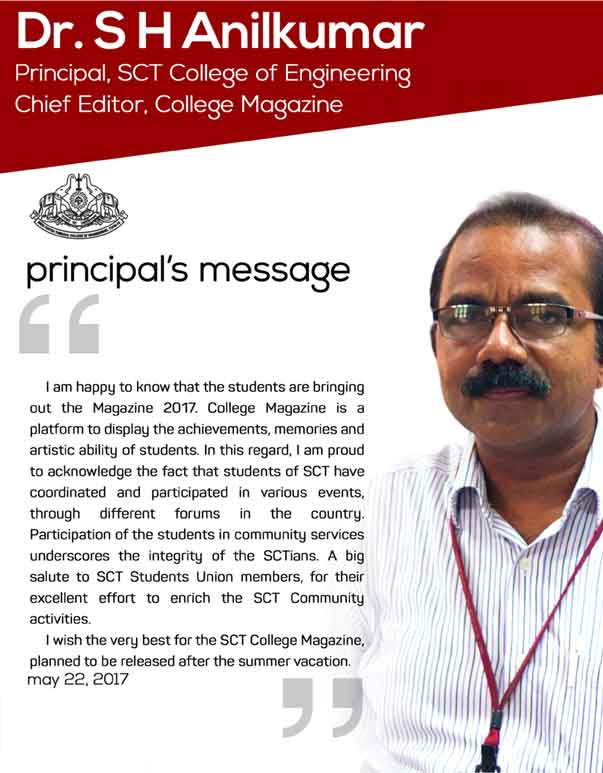 Dr. S H Anilkumar
Principal, SCT College of Engineering
Chief Editor, College Magazine
principal's message
“
I am happy to know that the students are bringing
out the Magazine 2017. College Magazine is a
platform to display the achievements, memories and
artistic ability of students. In this regard, I am proud
to acknowledge the fact that students of SCT have
coordinated and participated in various events,
through different forums in the country.
Participation of the students in community services
underscores the integrity of the SCTians. A big
salute to SCT Students Union members, for their
excellent effort to enrich the SCT Community
activities.
I wish the very best for the SCT College Magazine,
planned to be released after the summer vacation.
may 22, 2017
”